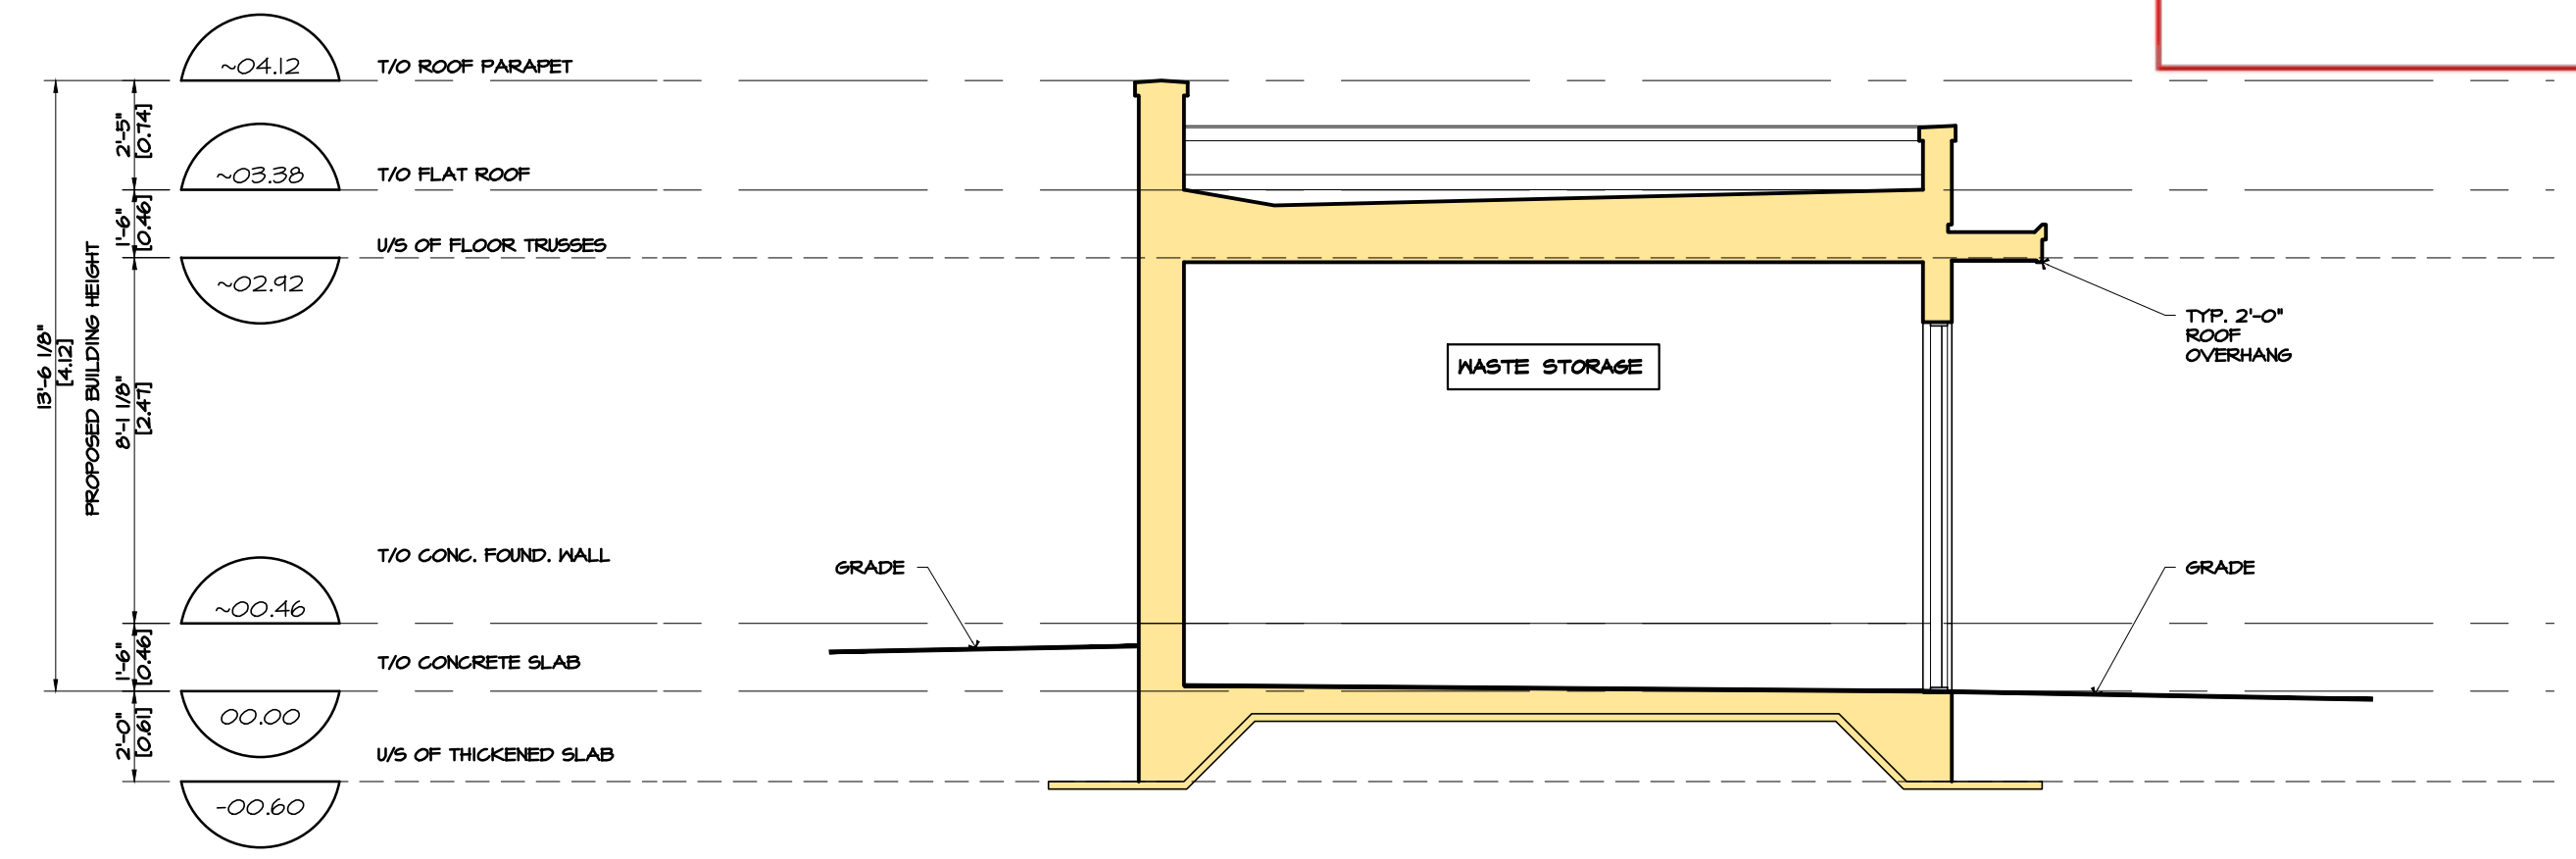 ~04.12
T/O ROOF PARAPET
2'-5"
[0.74]
~03.38
T/O FLAT ROOF
1'-6"
[0.46]
U/S OF FLOOR TRUSSES
~02.92
13'-6 1/8"
[4.12]
PROPOSED BUILDING HEIGHT
8'-1 1/8"
[2.47]
TYP. 2'-0"
ROOF
OVERHANG
WASTE STORAGE
T/O CONC. FOUND. WALL
GRADE
GRADE
~00.46
1'-6"
[0.46]
T/O CONCRETE SLAB
00.00
2'-0"
[0.61]
U/S OF THICKENED SLAB
-00.60